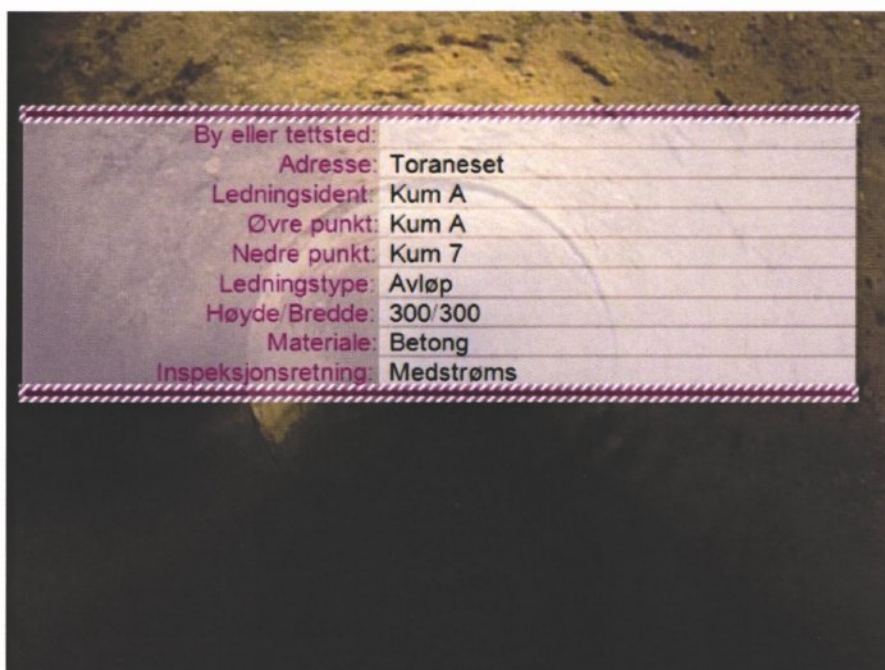 By eller tettsted:
Adresse: Toraneset
Ledningsident: Kum A
Øvre punkt: Kum A
Nedre punkt: Kum 7
Ledningstype: Avløp
Høyde/Bredde: 300/300
Materiale: Betong
Inspeksjonsretning: Medstrøms